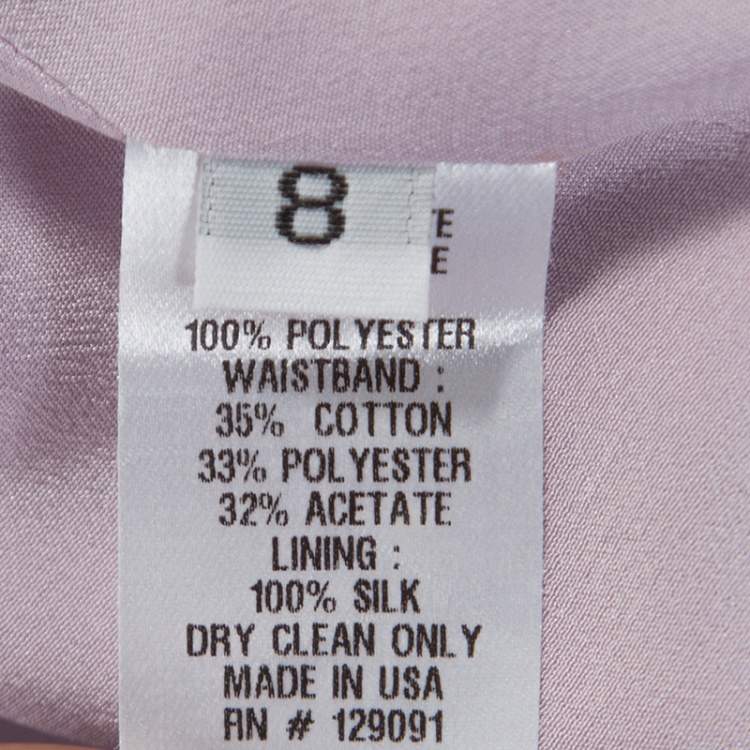 8
TE
E
100% POLYESTER
WAISTBAND :
35% COTTON
33% POLYESTER
32% ACETATE
LINING :
100% SILK
DRY CLEAN ONLY
MADE IN USA
RN # 129091